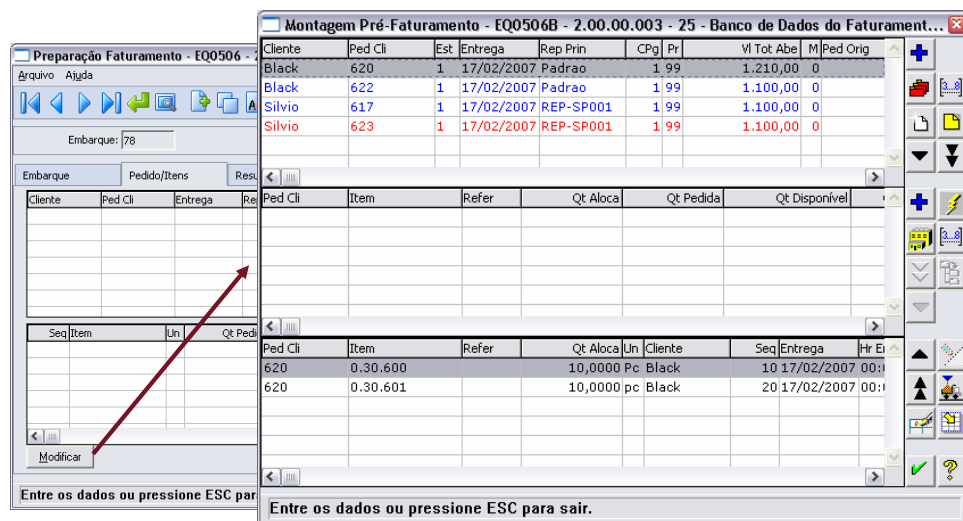 Preparação Faturamento - EQ0506 -
Arquivo Ajuda
Embarque: 78
Embarque Pedido/Itens
Cliente Ped Cli Entrega
Seq Item Un Qt Pedi
Modificar
Entre os dados ou pressione ESC par
Montagem Pré-Faturamento - EQ0506B - 2.00.00.003 - 25 - Banco de Dados do Faturament...
Cliente Ped Cli Est Entrega Rep Prin CPg Pr Vl Tot Abe M Ped Orig
Black 620 1 17/02/2007 Padrao 1 99 1.210,00 0
Black 622 1 17/02/2007 Padrao 1 99 1.100,00 0
Silvio 617 1 17/02/2007 REP-SP001 1 99 1.100,00 0
Silvio 623 1 17/02/2007 REP-SP001 1 99 1.100,00 0
Ped Cli Item Refer Qt Aloca Qt Pedida Qt Disponível
Ped Cli Item Refer Qt Aloca Un Cliente Seq Entrega Hr
620 0.30.600 10,0000 Pc Black 10 17/02/2007 00:
620 0.30.601 10,0000 pc Black 20 17/02/2007 00:
Entre os dados ou pressione ESC para sair.